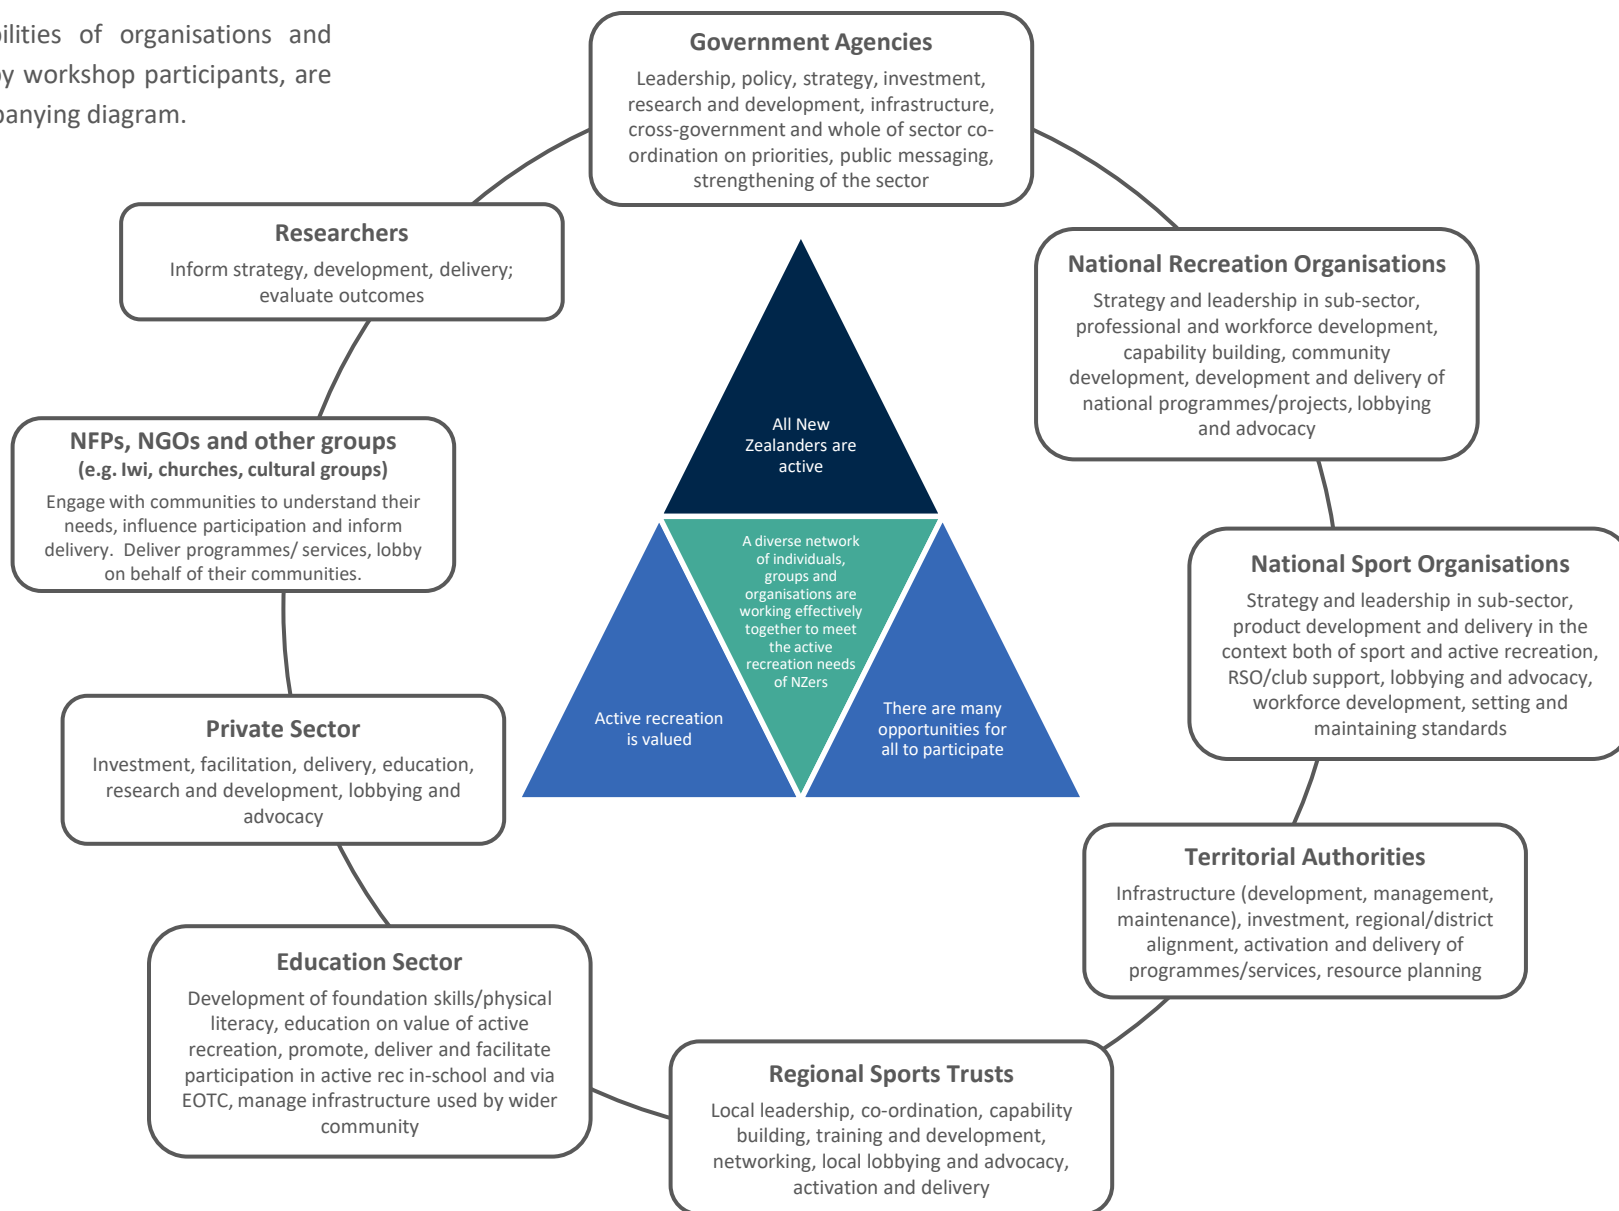 bilities of organisations and
by workshop participants, are
panying diagram.
Government Agencies
Leadership, policy, strategy, investment,
research and development, infrastructure,
cross-government and whole of sector co-
ordination on priorities, public messaging,
strengthening of the sector
Researchers
Inform strategy, development, delivery;
evaluate outcomes
National Recreation Organisations
Strategy and leadership in sub-sector,
professional and workforce development,
capability building, community
development, development and delivery of
national programmes/projects, lobbying
and advocacy
All New
Zealanders are
active
NFPs, NGOs and other groups
(e.g. Iwi, churches, cultural groups)
Engage with communities to understand their
needs, influence participation and inform
delivery.  Deliver programmes/ services, lobby
on behalf of their communities.
A diverse network
of individuals,
groups and
organisations are
working effectively
together to meet
the active
recreation needs
of NZers
National Sport Organisations
Strategy and leadership in sub-sector,
product development and delivery in the
context both of sport and active recreation,
RSO/club support, lobbying and advocacy,
workforce development, setting and
maintaining standards
Private Sector
Investment, facilitation, delivery, education,
research and development, lobbying and
advocacy
Active recreation
is valued
There are many
opportunities for
all to participate
Territorial Authorities
Infrastructure (development, management,
maintenance), investment, regional/district
alignment, activation and delivery of
programmes/services, resource planning
Education Sector
Development of foundation skills/physical
literacy, education on value of active
recreation, promote, deliver and facilitate
participation in active rec in-school and via
EOTC, manage infrastructure used by wider
community
Regional Sports Trusts
Local leadership, co-ordination, capability
building, training and development,
networking, local lobbying and advocacy,
activation and delivery